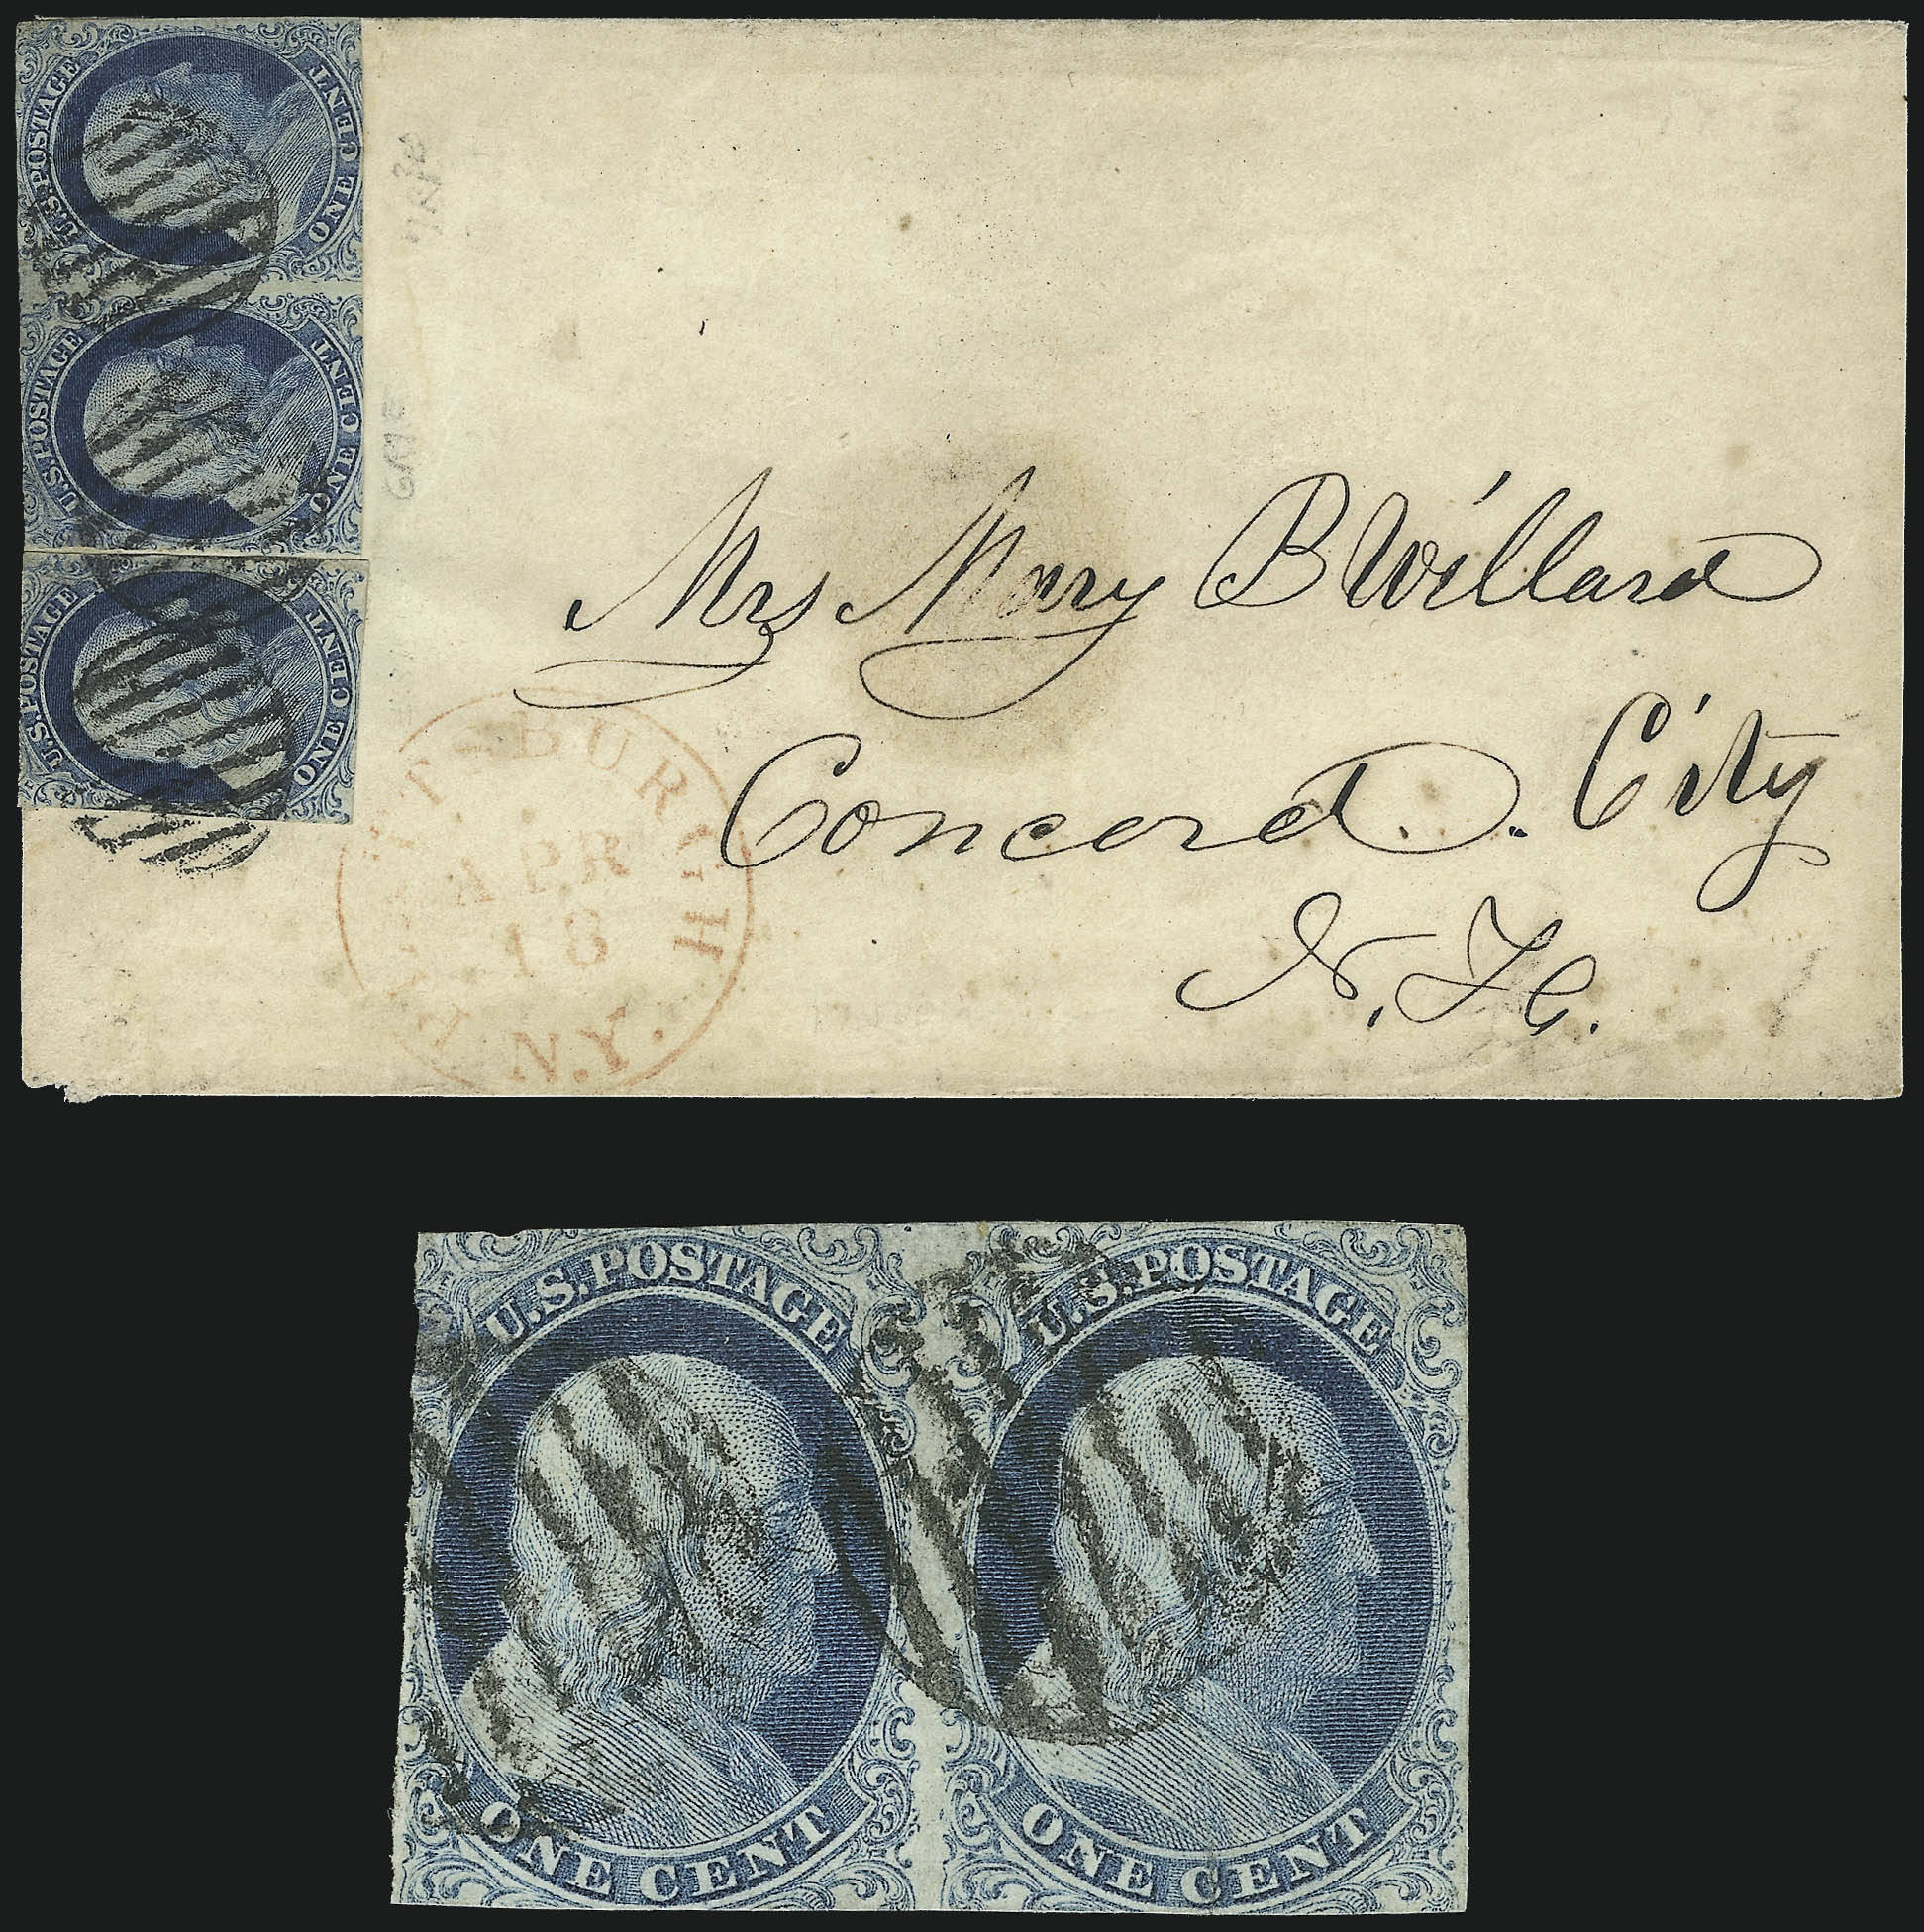 U.S. POSTAGE
ONE CENT
U.S. POSTAGE
ONE CENT
U.S. POSTAGE
ONE CENT
Mrs Mary B Willard
Concord. City
N. H.
APR
18
N.Y.
U.S. POSTAGE
ONE CENT
U.S. POSTAGE
ONE CENT